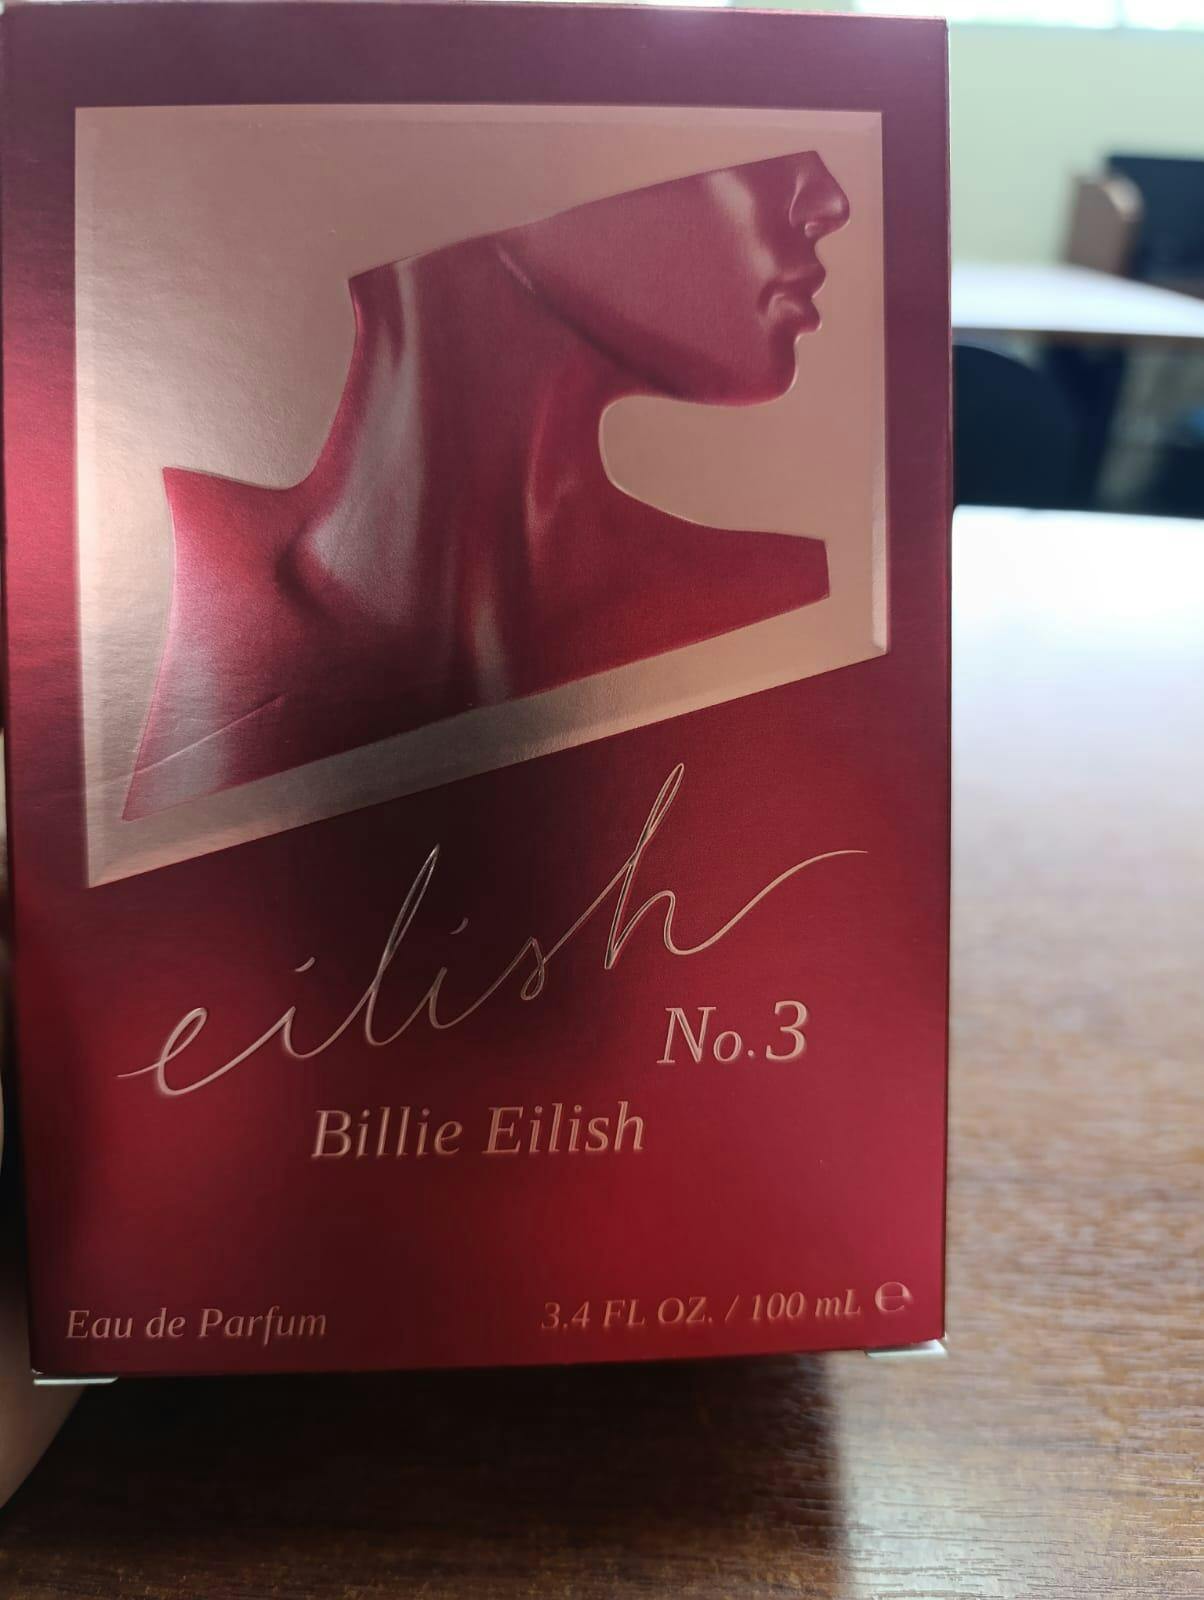 eilish
No.3
Billie Eilish
Eau de Parfum
3.4 FL OZ. / 100 mL ℮